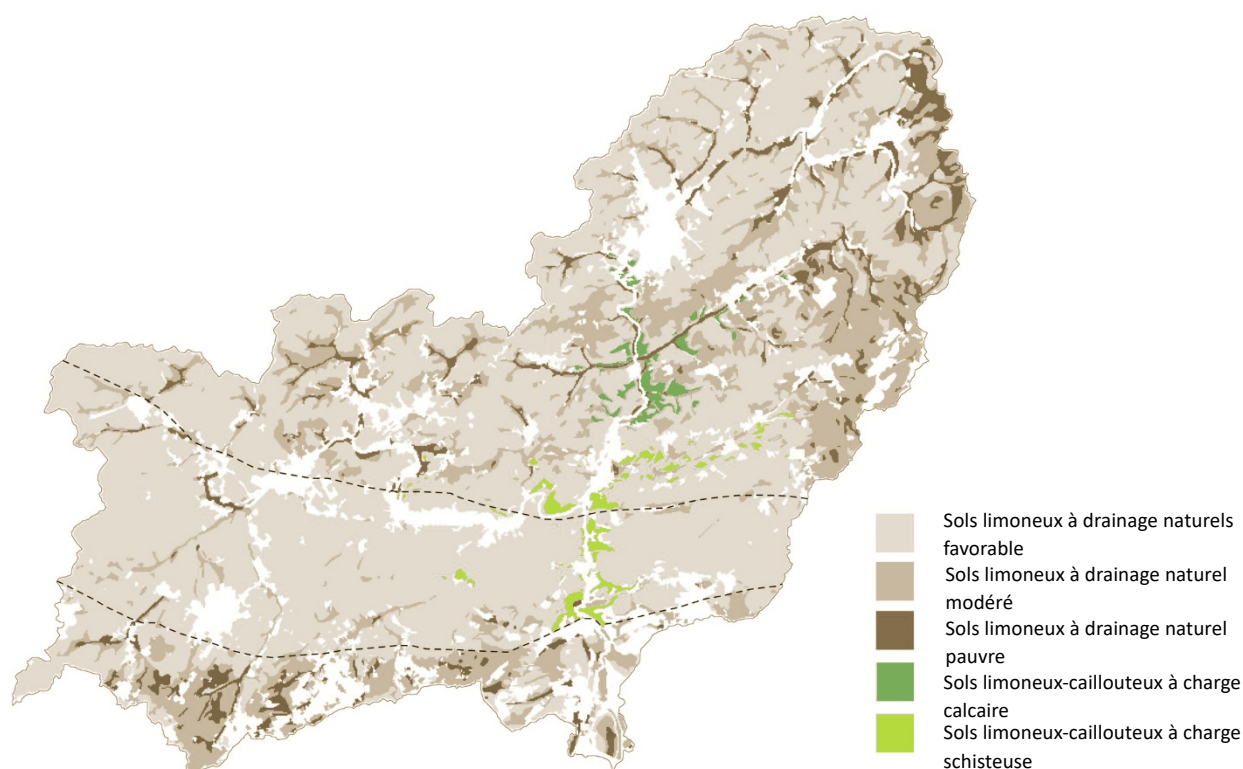 Sols limoneux à drainage naturels
favorable
Sols limoneux à drainage naturel
modéré
Sols limoneux à drainage naturel
pauvre
Sols limoneux-caillouteux à charge
calcaire
Sols limoneux-caillouteux à charge
schisteuse